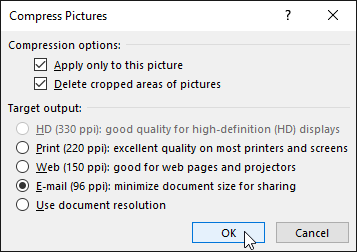 Compress Pictures
?
Compression options:
Apply only to this picture
Delete cropped areas of pictures
Target output:
HD (330 ppi): good quality for high-definition (HD) displays
Print (220 ppi): excellent quality on most printers and screens
Web (150 ppi): good for web pages and projectors
E-mail (96 ppi): minimize document size for sharing
Use document resolution
OK
Cancel